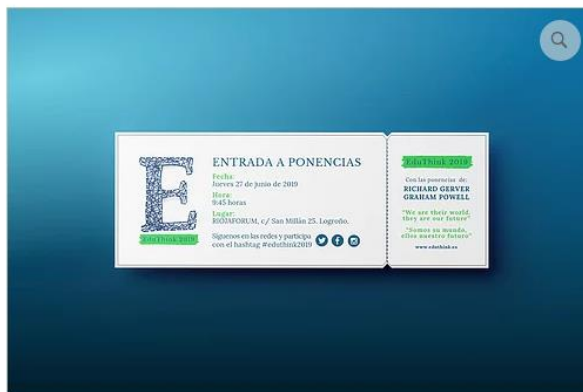 E
EduThink 2019
ENTRADA A PONENCIAS
Fecha:
Jueves 27 de junio de 2019
Hora:
9:45 horas
Lugar:
RIOJAFORUM, c/ San Millán 25. Logroño.
Síguenos en las redes y participa
con el hashtag #eduthink2019
EduThink 2019
Con las ponencias de:
RICHARD GERVER
GRAHAM POWELL
"We are their world,
they are our future"
"Somos su mundo,
ellos nuestro futuro"
www.eduthink.es